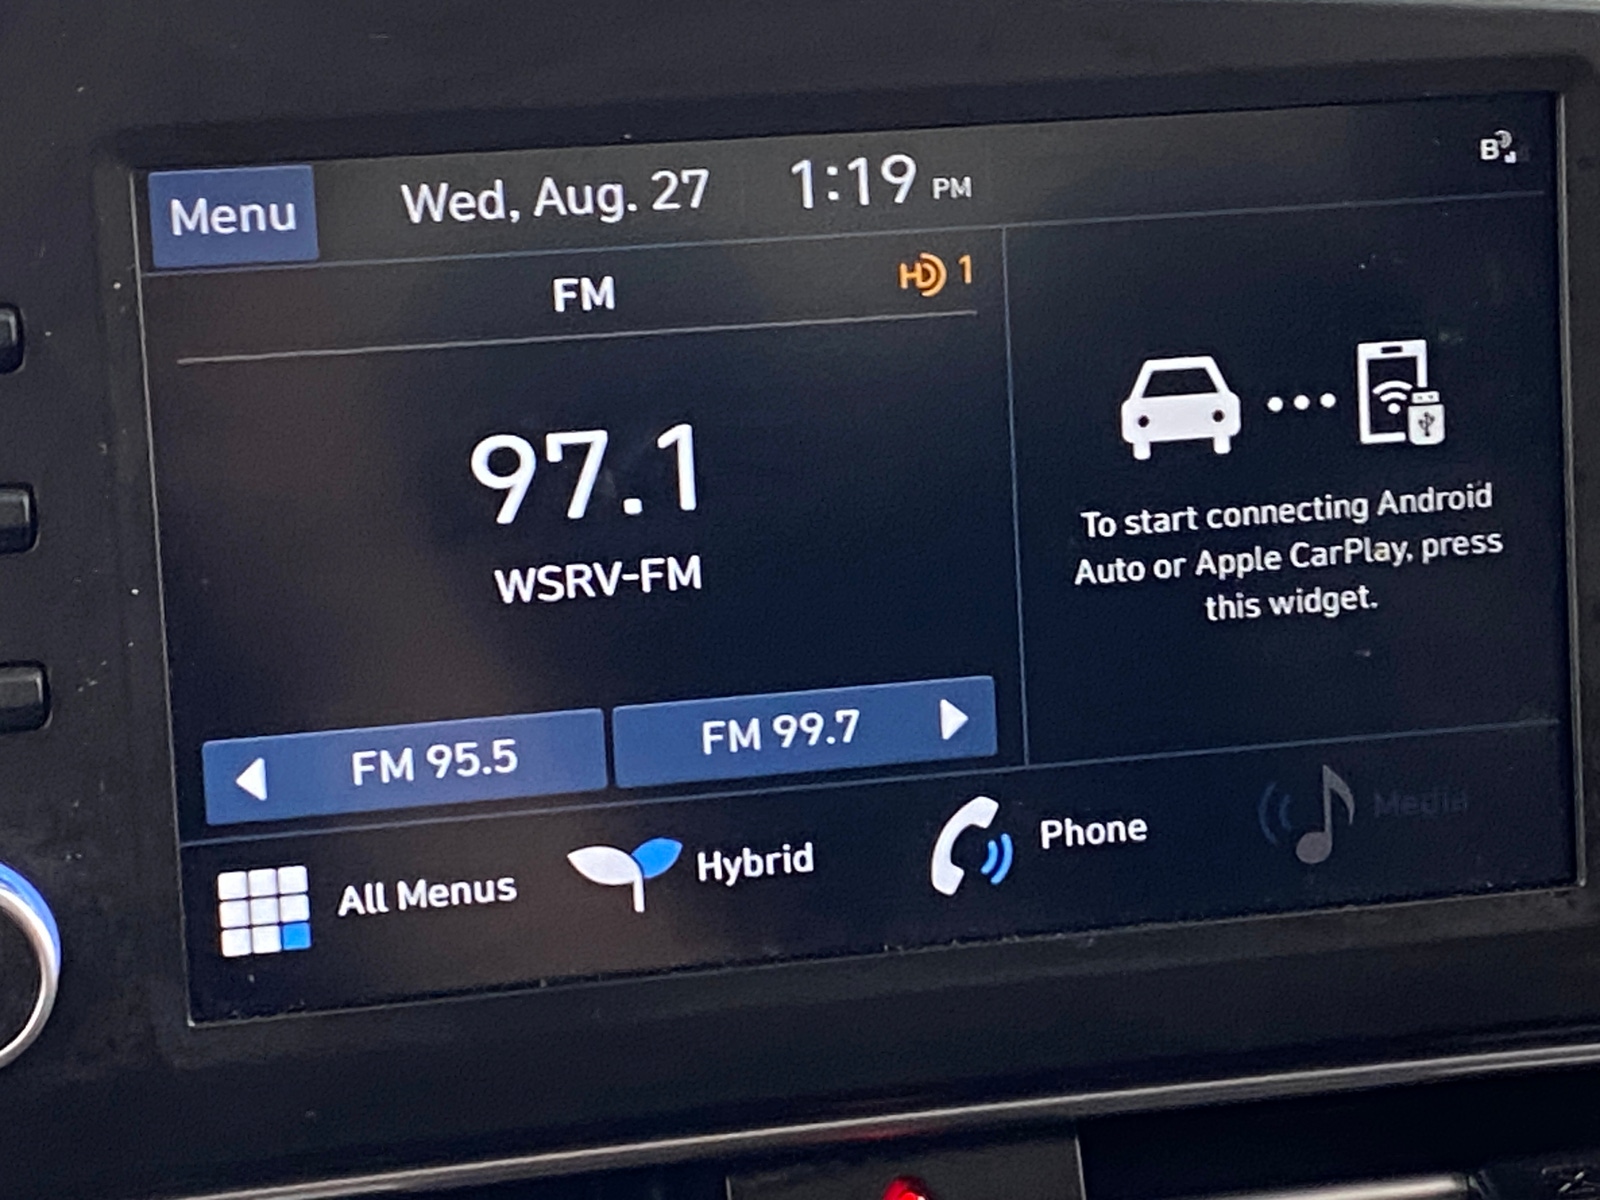 Menu
Wed, Aug. 27
1:19 PM
B
FM
HD 1
97.1
WSRV-FM
To start connecting Android
Auto or Apple CarPlay, press
this widget.
FM 95.5
FM 99.7
All Menus
Hybrid
Phone
Media